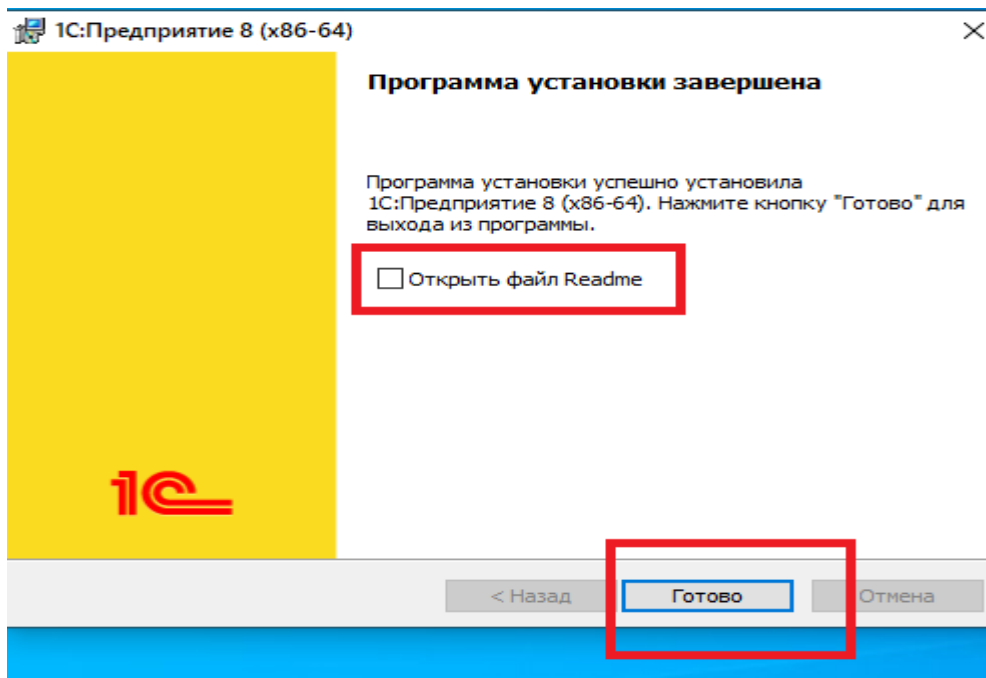 1С:Предприятие 8 (x86-64)
Программа установки завершена
Программа установки успешно установила
1С:Предприятие 8 (x86-64). Нажмите кнопку "Готово" для
выхода из программы.
Открыть файл Readme
1С
< Назад
Готово
Отмена